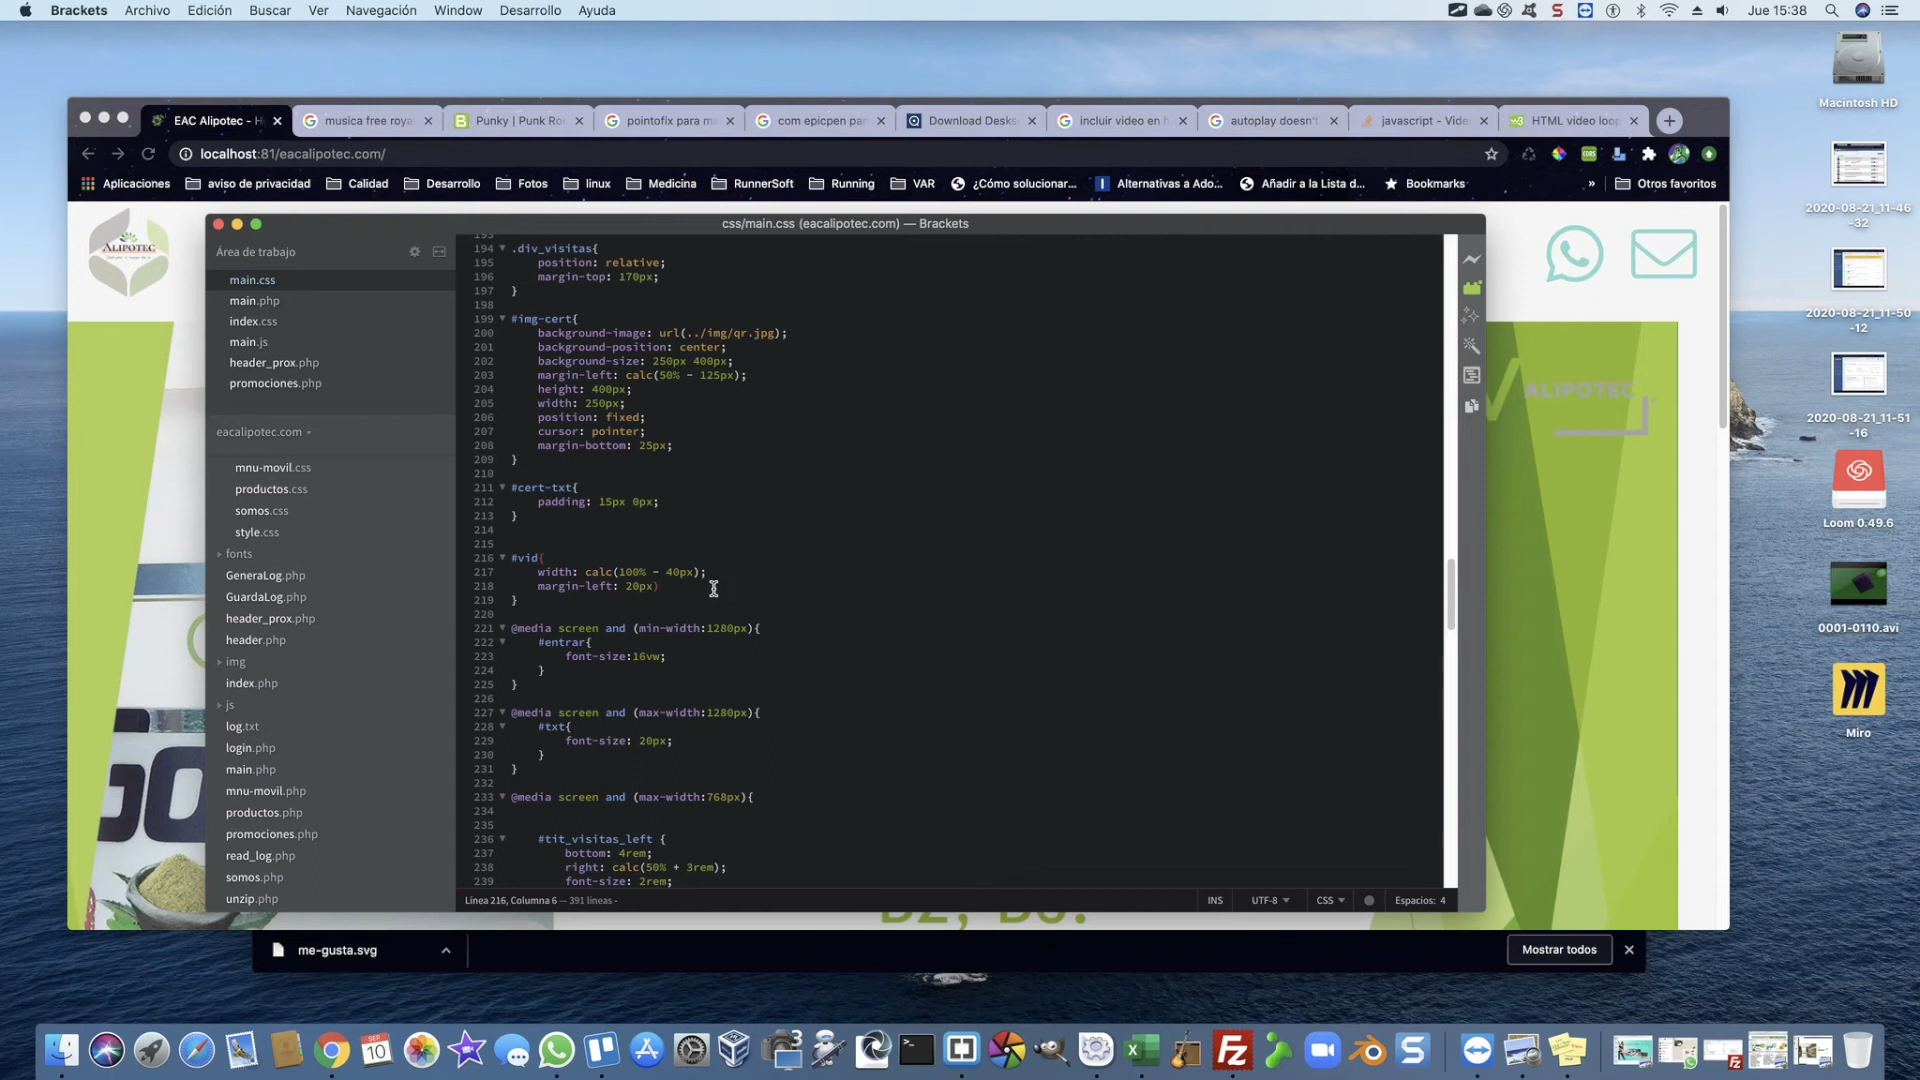 Brackets Archivo Edición Buscar Ver Navegación Window Desarrollo Ayuda
Jue 15:38
Macintosh HD
2020-08-21_11-46
-32
2020-08-21_11-50
-12
2020-08-21_11-51
-16
Loom 0.49.6
0001-0110.avi
Miro
EAC Alipotec - H
musica free roya
Punky | Punk Ro
pointofix para ma
com epicpen par
Download Deskso
incluir video en h
autoplay doesn't
javascript - Vide
HTML video loop
localhost:81/eacalipotec.com/
Aplicaciones aviso de privacidad Calidad Desarrollo Fotos linux Medicina RunnerSoft Running VAR ¿Cómo solucionar... Alternativas a Ado... Añadir a la Lista d... Bookmarks » Otros favoritos
ALIPOTEC
ALIPOTEC
css/main.css (eacalipotec.com) — Brackets
Área de trabajo
main.css
main.php
index.css
main.js
header_prox.php
promociones.php
eacalipotec.com
mnu-movil.css
productos.css
somos.css
style.css
fonts
GeneraLog.php
GuardaLog.php
header_prox.php
header.php
img
index.php
js
log.txt
login.php
main.php
mnu-movil.php
productos.php
promociones.php
read_log.php
somos.php
unzip.php
193
194 .div_visitas{
195 position: relative;
196 margin-top: 170px;
197 }
198
199 #img-cert{
200 background-image: url(../img/qr.jpg);
201 background-position: center;
202 background-size: 250px 400px;
203 margin-left: calc(50% - 125px);
204 height: 400px;
205 width: 250px;
206 position: fixed;
207 cursor: pointer;
208 margin-bottom: 25px;
209 }
210
211 #cert-txt{
212 padding: 15px 0px;
213 }
214
215
216 #vid{
217 width: calc(100% - 40px);
218 margin-left: 20px)
219 }
220
221 @media screen and (min-width:1280px){
222 #entrar{
223 font-size:16vw;
224 }
225 }
226
227 @media screen and (max-width:1280px){
228 #txt{
229 font-size: 20px;
230 }
231 }
232
233 @media screen and (max-width:768px){
234
235
236 #tit_visitas_left {
237 bottom: 4rem;
238 right: calc(50% + 3rem);
239 font-size: 2rem;
Línea 216, Columna 6 — 391 líneas -
INS UTF-8 CSS Espacios: 4
me-gusta.svg
Mostrar todos
SEP
10
3